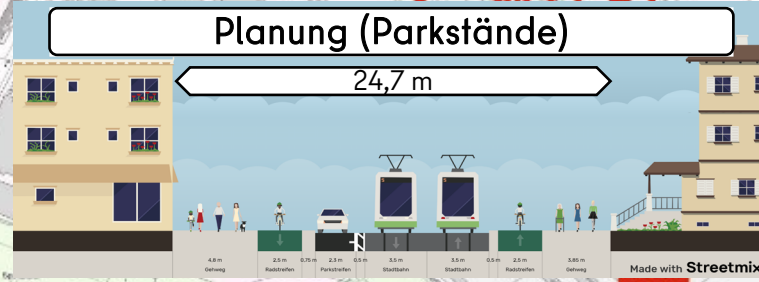 Planung (Parkstände)
24,7 m
4,8 m 2,5 m 0,75 m 2,3 m 0,5 m 3,5 m 3,5 m 0,5 m 2,5 m 3,85 m
Gehweg Radstreifen Parkstreifen Stadtbahn Stadtbahn Radstreifen Gehweg
Made with Streetmix